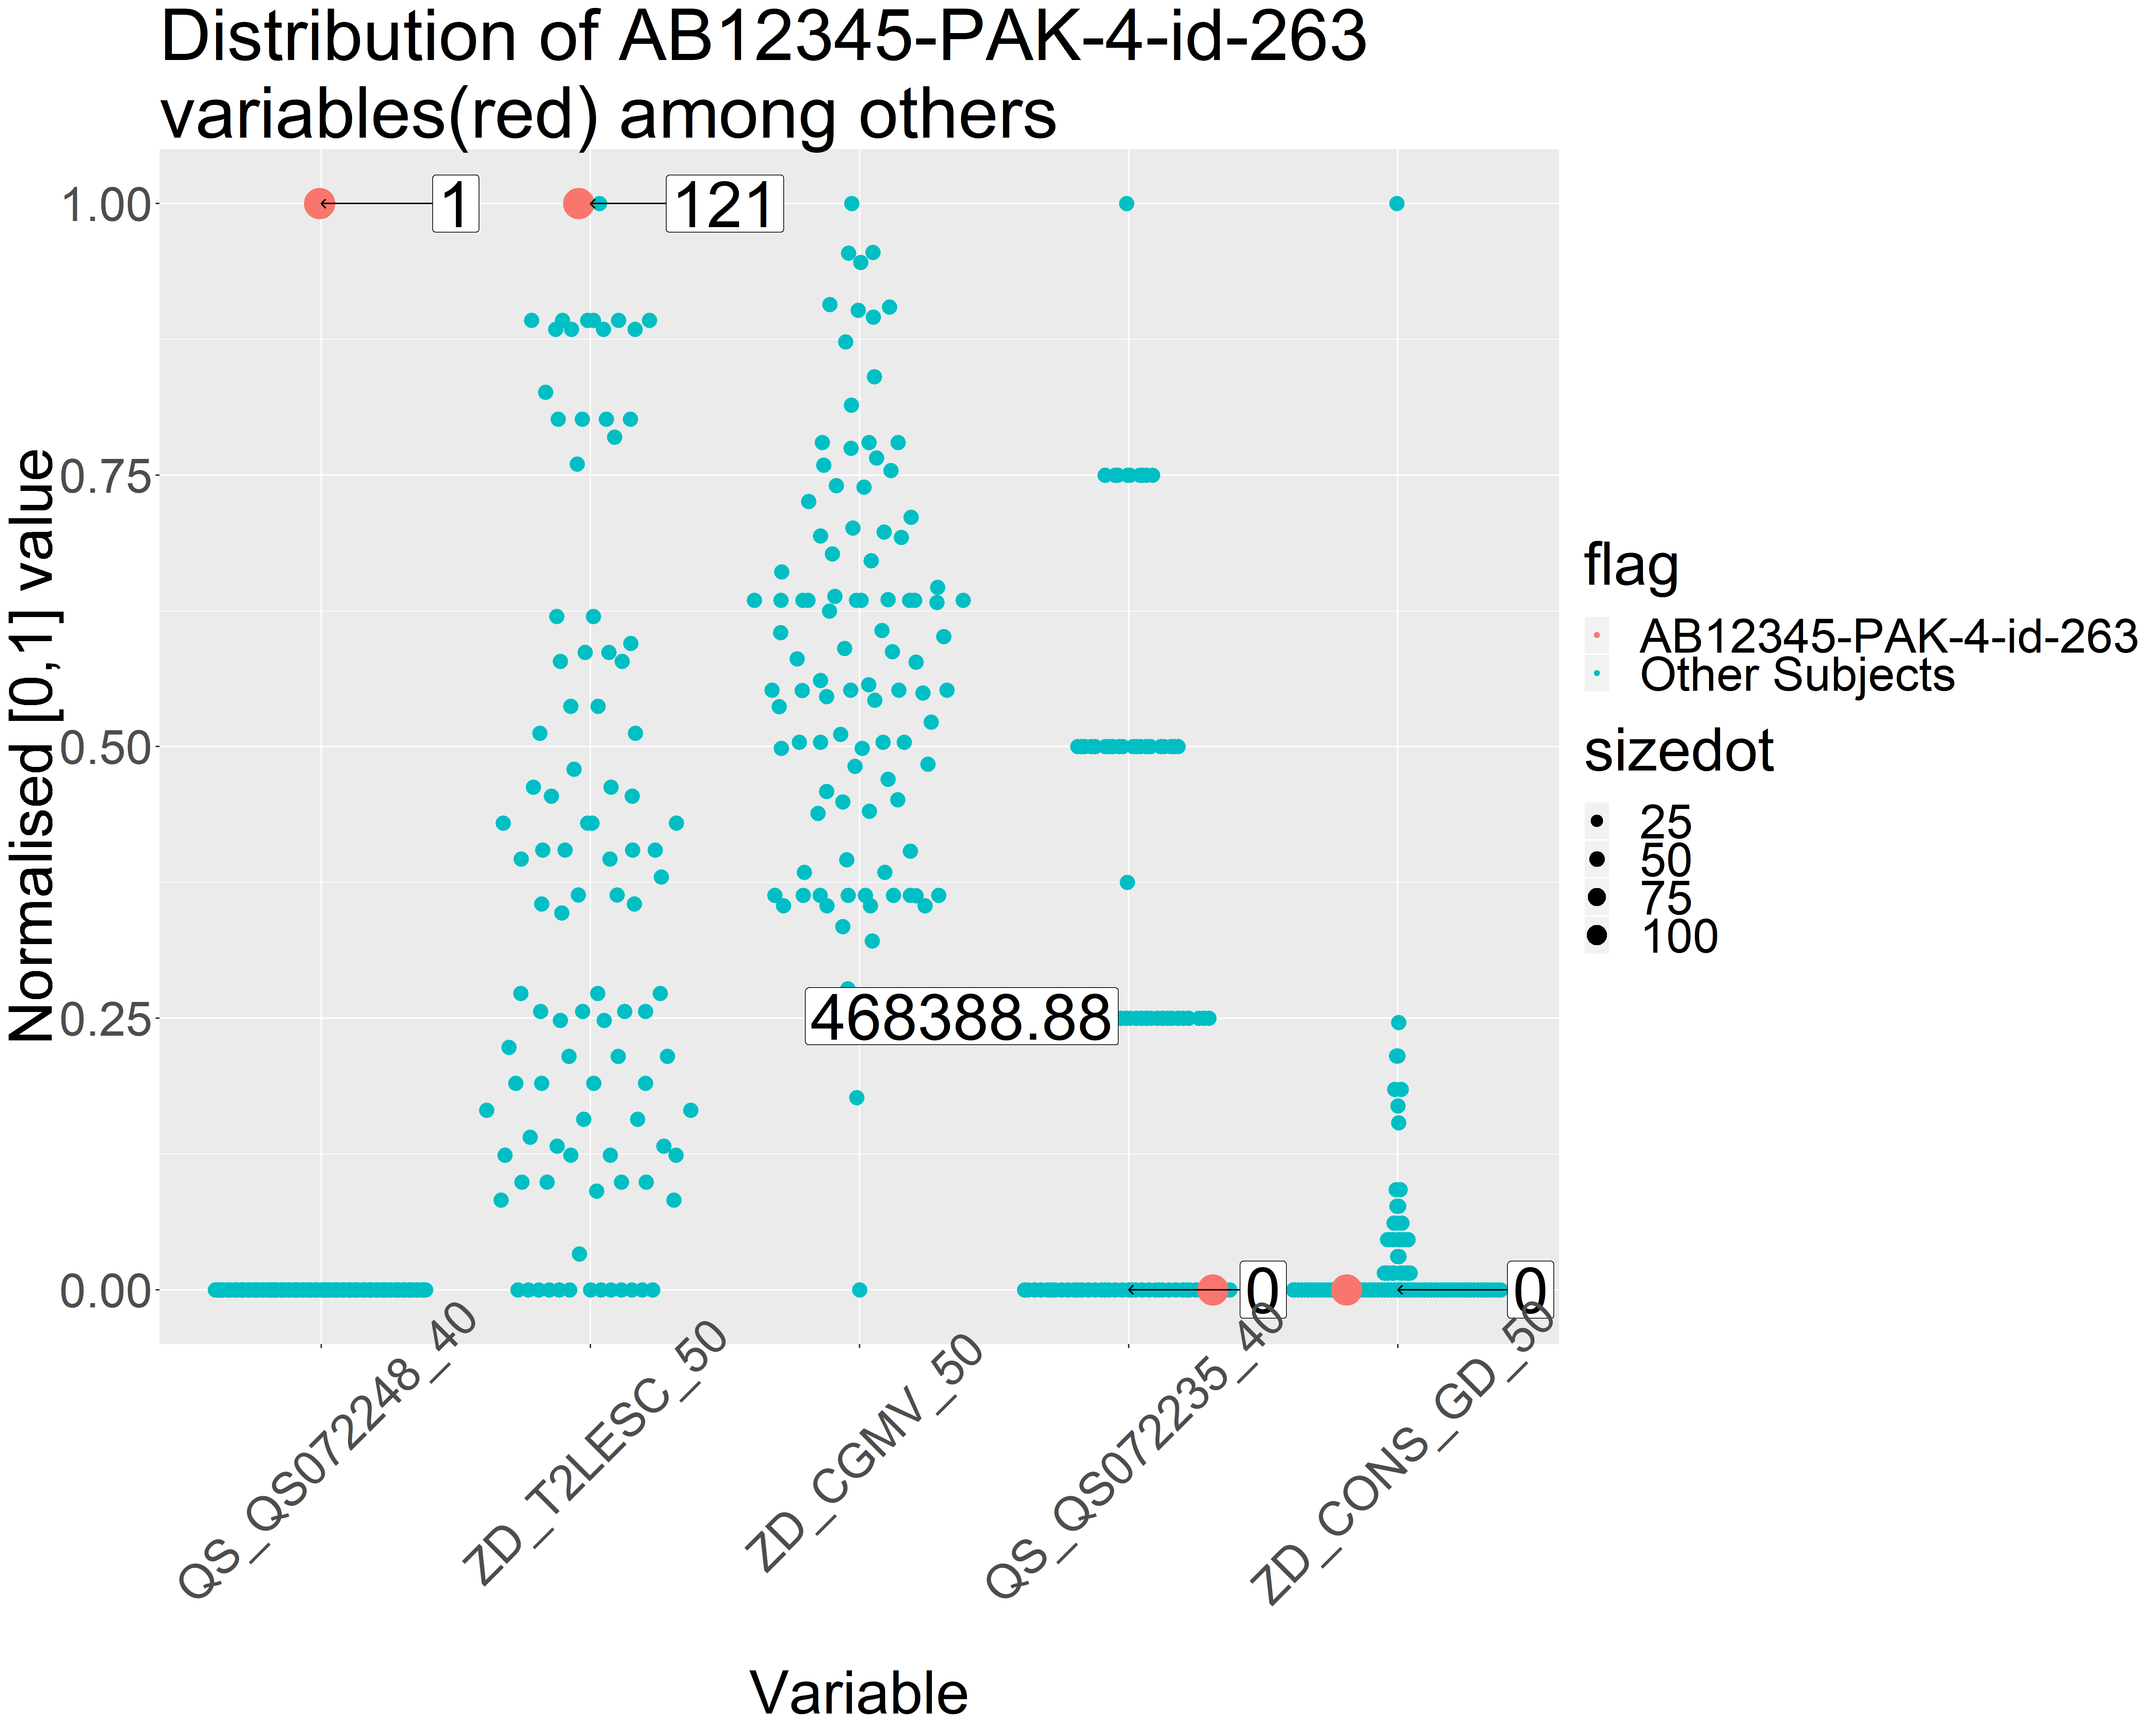 Distribution of AB12345-PAK-4-id-263
variables(red) among others
Normalised [0,1] value
1.00
0.75
0.50
0.25
0.00
1
121
468388.88
0
0
QS_QS072248_40
ZD_T2LESC_50
ZD_CGMV_50
QS_QS072235_40
ZD_CONS_GD_50
Variable
flag
AB12345-PAK-4-id-263
Other Subjects
sizedot
25
50
75
100